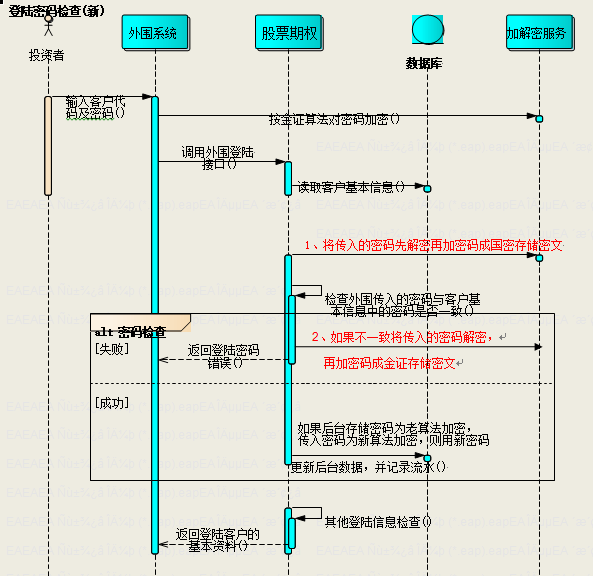 登陆密码检查(新)
投资者
外围系统
股票期权
数据库
加解密服务
输入客户代
码及密码()
按金证算法对密码加密()
调用外围登陆
接口()
读取客户基本信息()
1、将传入的密码先解密再加密码成国密存储密文
检查外围传入的密码与客户基
本信息中的密码是否一致()
alt 密码检查
[失败]
2、如果不一致将传入的密码解密，
再加密码成金证存储密文
返回登陆密码
错误()
[成功]
如果后台存储密码为老算法加密，
传入密码为新算法加密，则用新密码
更新后台数据，并记录流水()
其他登陆信息检查()
返回登陆客户的
基本资料()